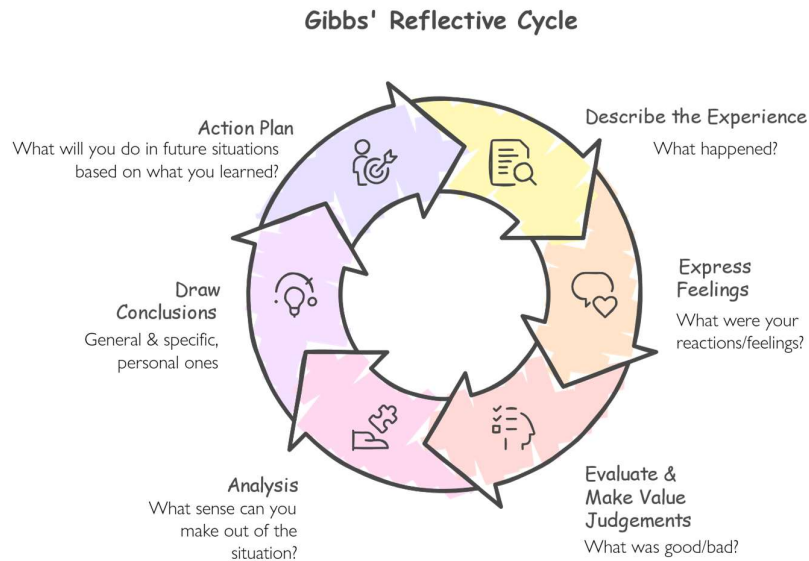 Gibbs' Reflective Cycle
Describe the Experience
What happened?
Express
Feelings
What were your
reactions/feelings?
Evaluate &
Make Value
Judgements
What was good/bad?
Analysis
What sense can you
make out of the
situation?
Draw
Conclusions
General & specific,
personal ones
Action Plan
What will you do in future situations
based on what you learned?